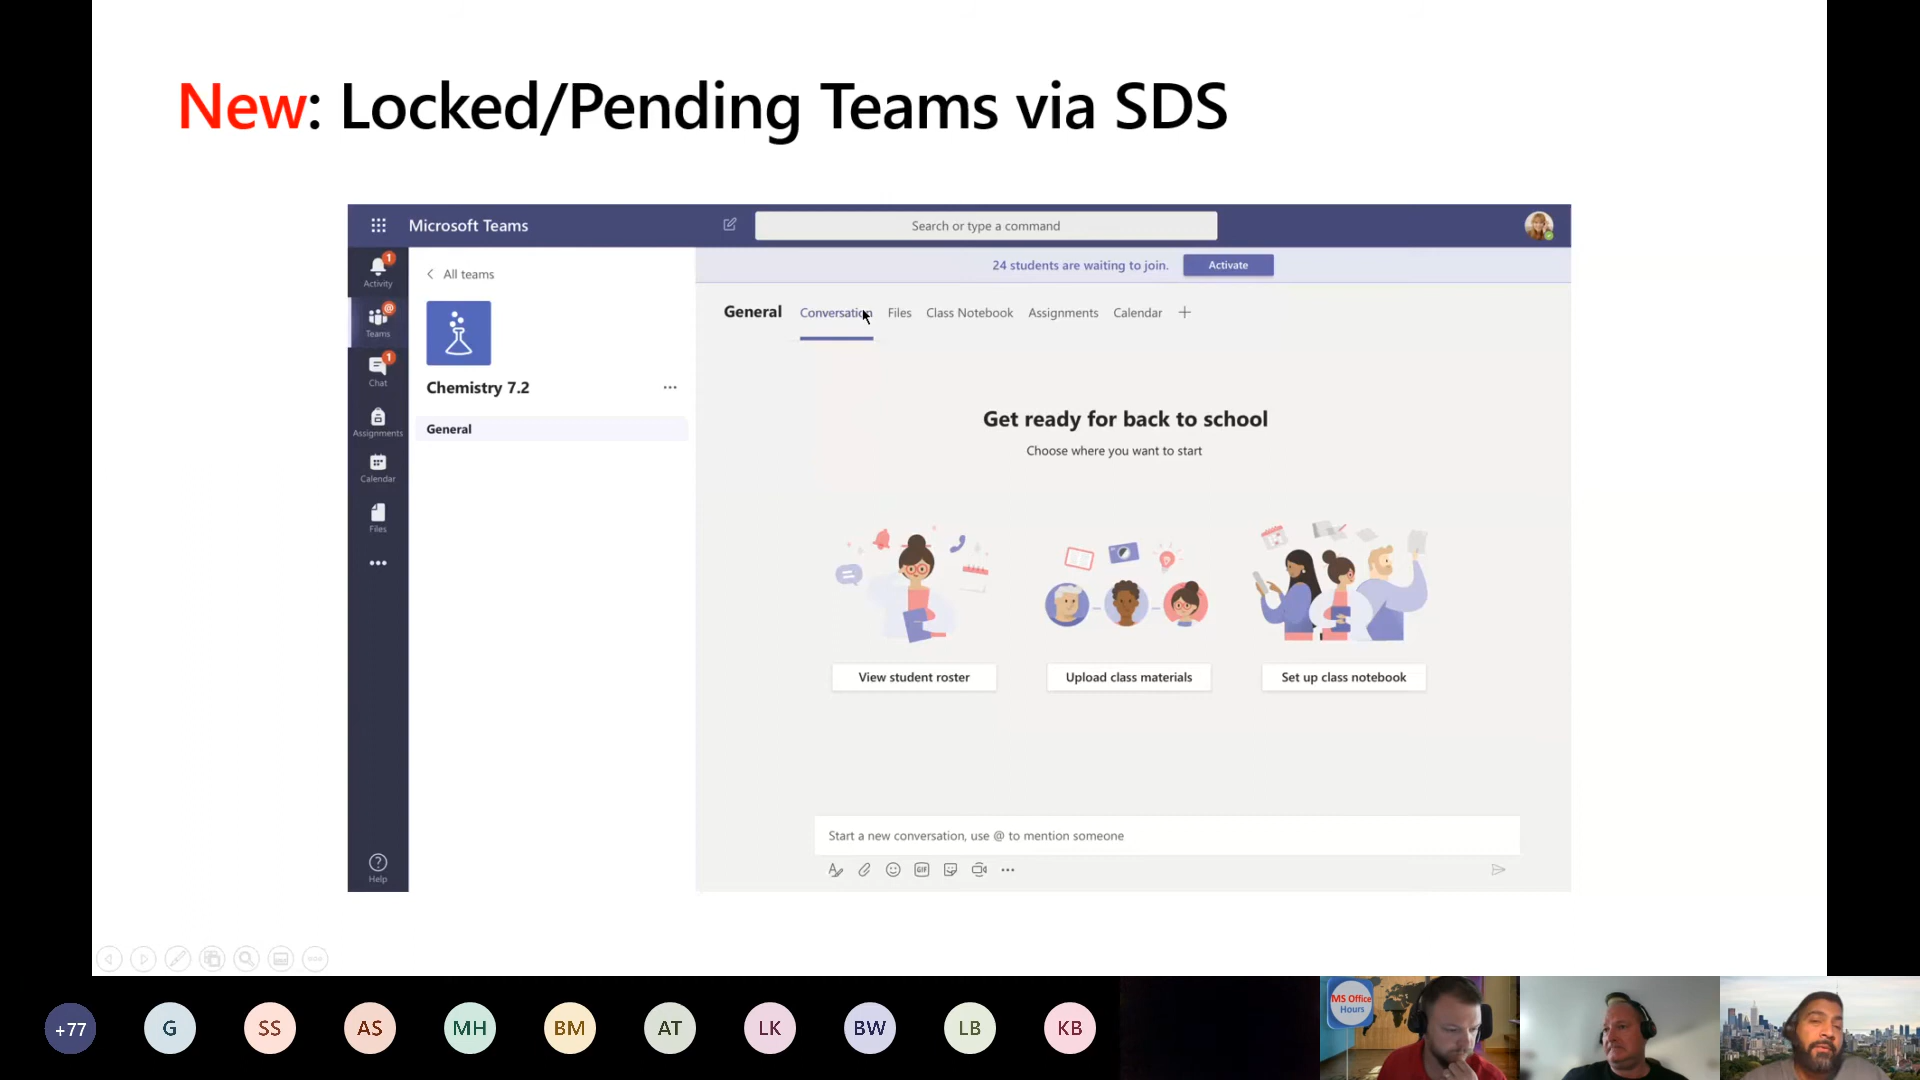 New: Locked/Pending Teams via SDS
Microsoft Teams
Search or type a command
1
Activity
All teams
24 students are waiting to join.
Activate
@
Teams
General
Conversation
Files
Class Notebook
Assignments
Calendar
+
1
Chat
Chemistry 7.2
...
Assignments
General
Get ready for back to school
Choose where you want to start
Calendar
Files
View student roster
Upload class materials
Set up class notebook
Start a new conversation, use @ to mention someone
GIF
?
Help
+77
G
SS
AS
MH
BM
AT
LK
BW
LB
KB
MS Office
Hours